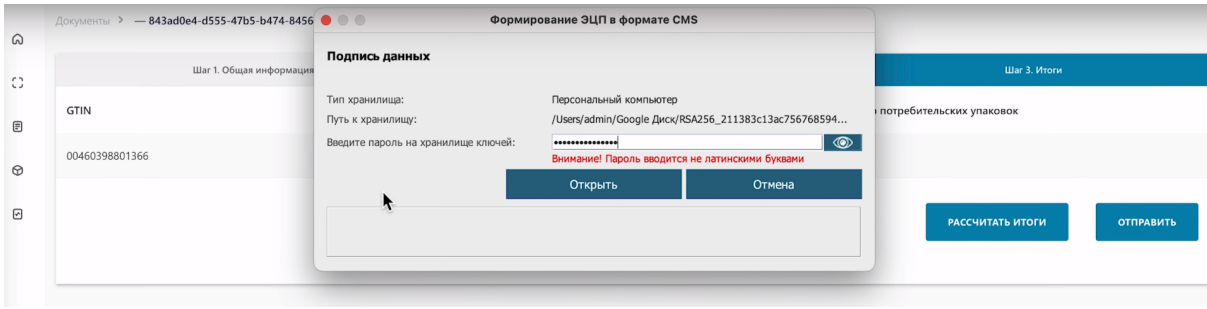 Документы > — 843ad0e4-d555-47b5-b474-8456
Формирование ЭЦП в формате CMS
Подпись данных
Шаг 1. Общая информация
Шаг 3. Итоги
Тип хранилища: Персональный компьютер
GTIN
потребительских упаковок
Путь к хранилищу: /Users/admin/Google Диск/RSA256_211383c13ac756768594...
Введите пароль на хранилище ключей: •••••••••••••••
00460398801366
Внимание! Пароль вводится не латинскими буквами
Открыть
Отмена
РАССЧИТАТЬ ИТОГИ
ОТПРАВИТЬ